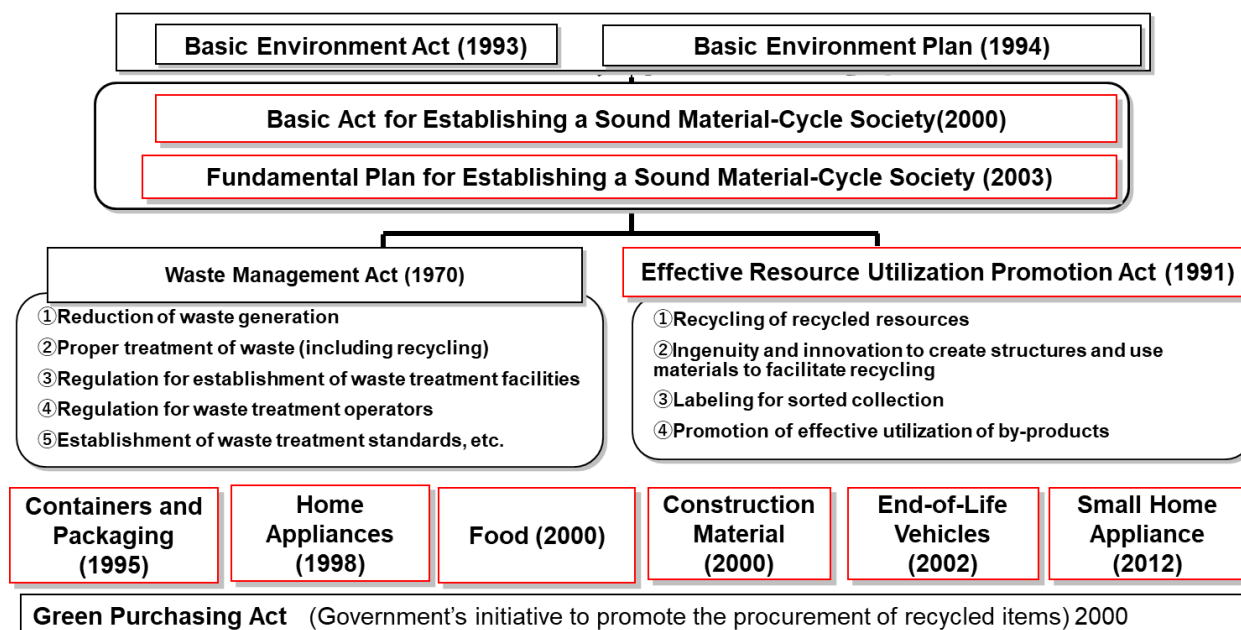 Basic Environment Act (1993)
Basic Environment Plan (1994)
Basic Act for Establishing a Sound Material-Cycle Society(2000)
Fundamental Plan for Establishing a Sound Material-Cycle Society (2003)
Waste Management Act (1970)
①Reduction of waste generation
②Proper treatment of waste (including recycling)
③Regulation for establishment of waste treatment facilities
④Regulation for waste treatment operators
⑤Establishment of waste treatment standards, etc.
Effective Resource Utilization Promotion Act (1991)
①Recycling of recycled resources
②Ingenuity and innovation to create structures and use
materials to facilitate recycling
③Labeling for sorted collection
④Promotion of effective utilization of by-products
Containers and
Packaging
(1995)
Home
Appliances
(1998)
Food (2000)
Construction
Material
(2000)
End-of-Life
Vehicles
(2002)
Small Home
Appliance
(2012)
Green Purchasing Act (Government’s initiative to promote the procurement of recycled items) 2000